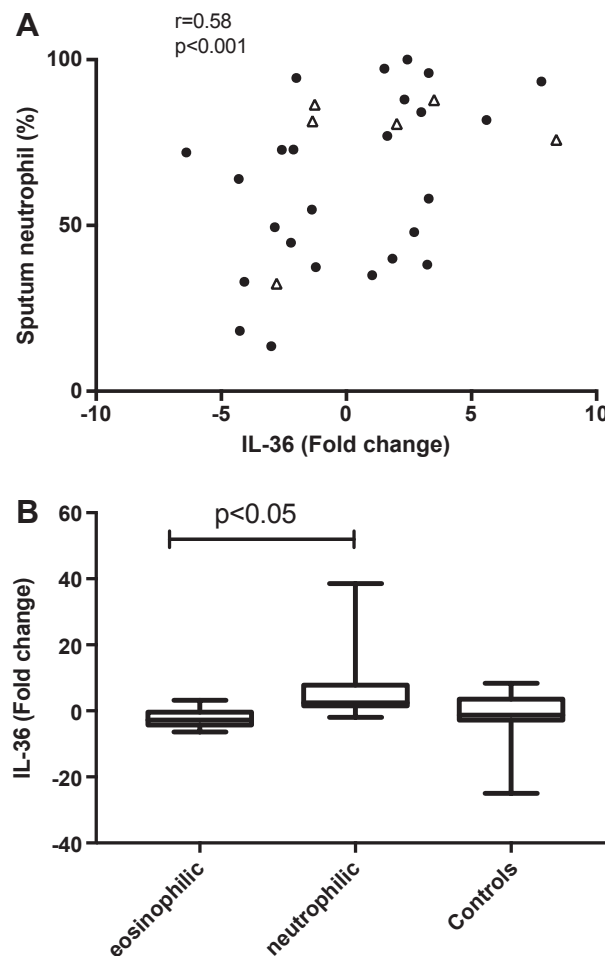 A
r=0.58
p<0.001
Sputum neutrophil (%)
100
50
0
-10
-5
0
5
10
IL-36 (Fold change)
B
p<0.05
IL-36 (Fold change)
60
40
20
0
-20
-40
eosinophilic
neutrophilic
Controls